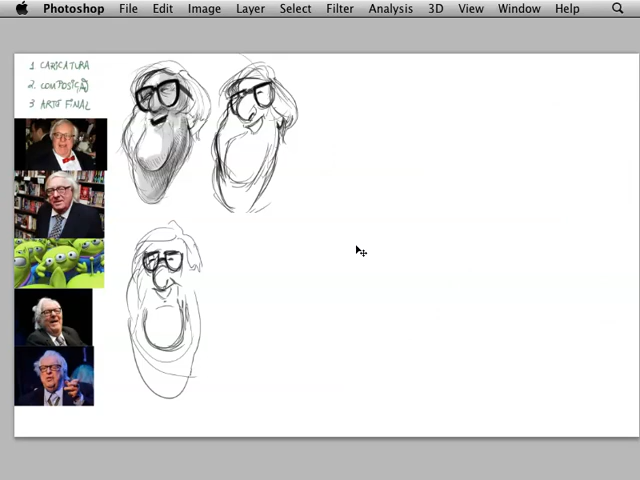 Photoshop File Edit Image Layer Select Filter Analysis 3D View Window Help
1 CARICATURA
2. COMPOSIÇÃO
3 ARTE FINAL